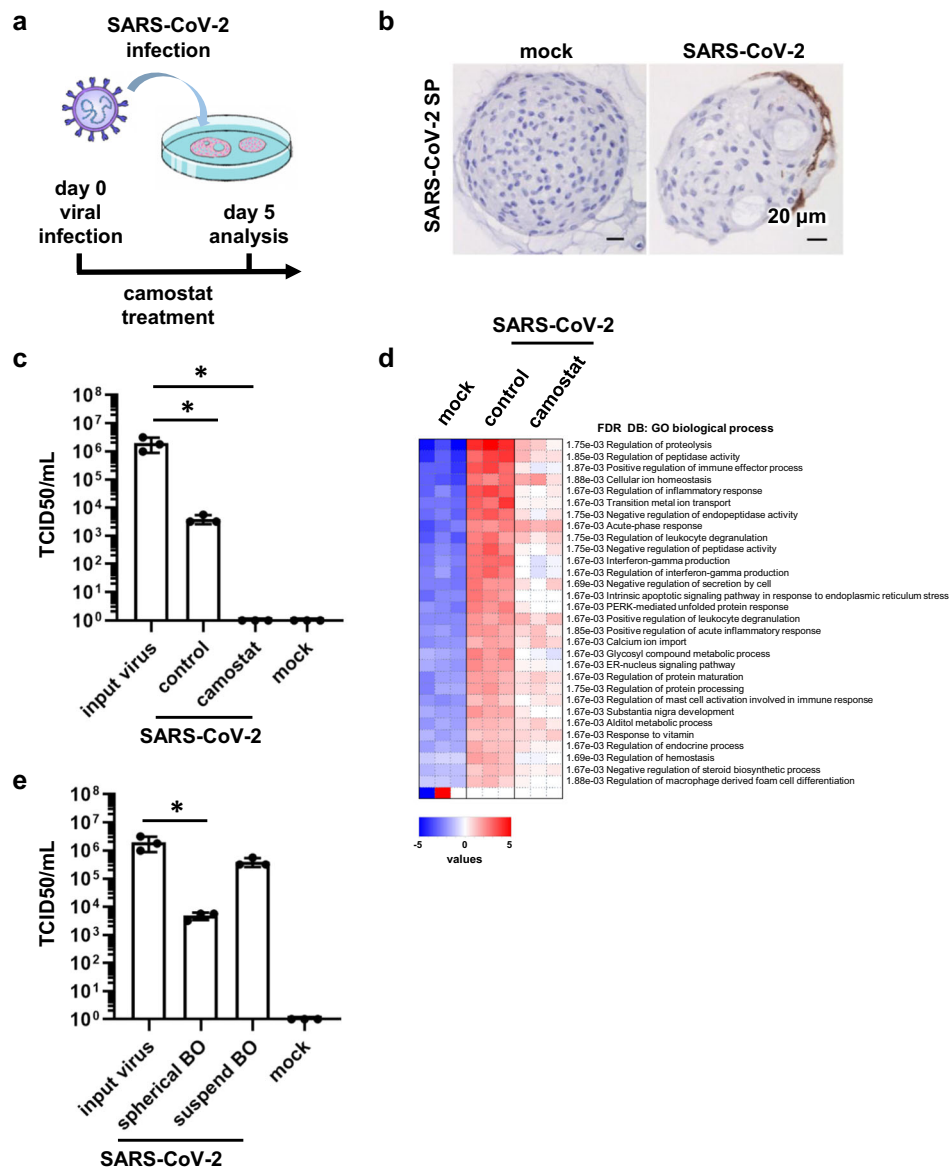 a
SARS-CoV-2
infection
day 0
viral
infection
day 5
analysis
camostat
treatment
b
mock
SARS-CoV-2
SARS-CoV-2 SP
20 µm
c
TCID50/mL
10⁸
10⁷
10⁶
10⁵
10⁴
10³
10²
10¹
10⁰
*
*
input virus
control
camostat
mock
SARS-CoV-2
d
SARS-CoV-2
mock
control
camostat
FDR DB: GO biological process
1.75e-03 Regulation of proteolysis
1.85e-03 Regulation of peptidase activity
1.87e-03 Positive regulation of immune effector process
1.88e-03 Cellular ion homeostasis
1.67e-03 Regulation of inflammatory response
1.67e-03 Transition metal ion transport
1.75e-03 Negative regulation of endopeptidase activity
1.67e-03 Acute-phase response
1.75e-03 Regulation of leukocyte degranulation
1.75e-03 Negative regulation of peptidase activity
1.67e-03 Interferon-gamma production
1.67e-03 Regulation of interferon-gamma production
1.69e-03 Negative regulation of secretion by cell
1.67e-03 Intrinsic apoptotic signaling pathway in response to endoplasmic reticulum stress
1.67e-03 PERK-mediated unfolded protein response
1.67e-03 Positive regulation of leukocyte degranulation
1.85e-03 Positive regulation of acute inflammatory response
1.67e-03 Calcium ion import
1.67e-03 Glycosyl compound metabolic process
1.67e-03 ER-nucleus signaling pathway
1.67e-03 Regulation of protein maturation
1.75e-03 Regulation of protein processing
1.67e-03 Regulation of mast cell activation involved in immune response
1.67e-03 Substantia nigra development
1.67e-03 Alditol metabolic process
1.67e-03 Response to vitamin
1.67e-03 Regulation of endocrine process
1.69e-03 Regulation of hemostasis
1.67e-03 Negative regulation of steroid biosynthetic process
1.88e-03 Regulation of macrophage derived foam cell differentiation
-5
0
5
values
e
TCID50/mL
10⁸
10⁷
10⁶
10⁵
10⁴
10³
10²
10¹
10⁰
*
input virus
spherical BO
suspend BO
mock
SARS-CoV-2